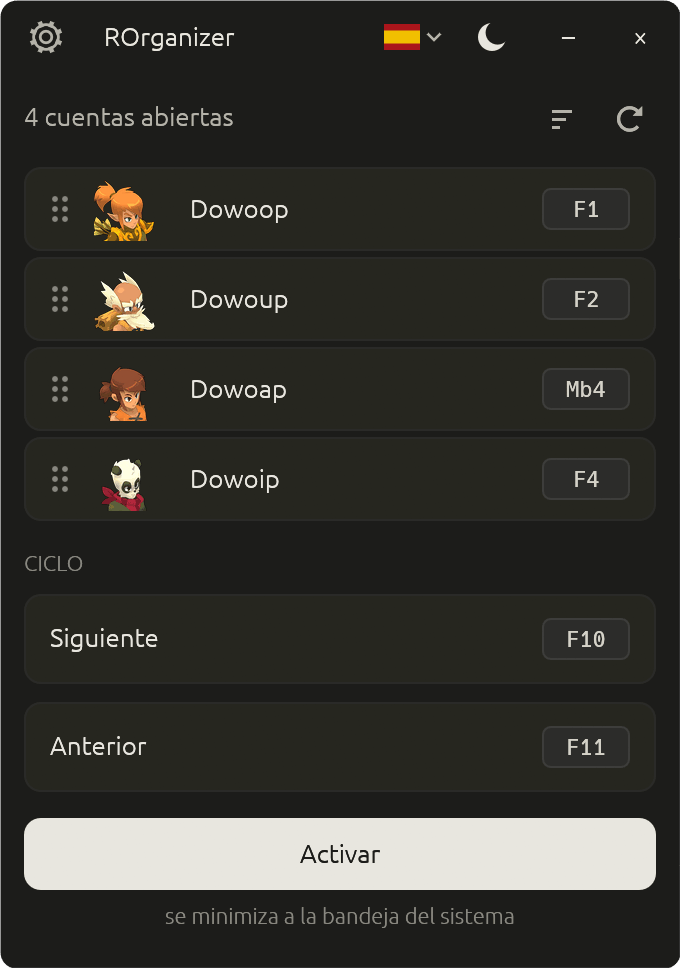 ROrganizer
4 cuentas abiertas
Dowoop F1
Dowoup F2
Dowoap Mb4
Dowoip F4
CICLO
Siguiente F10
Anterior F11
Activar
se minimiza a la bandeja del sistema